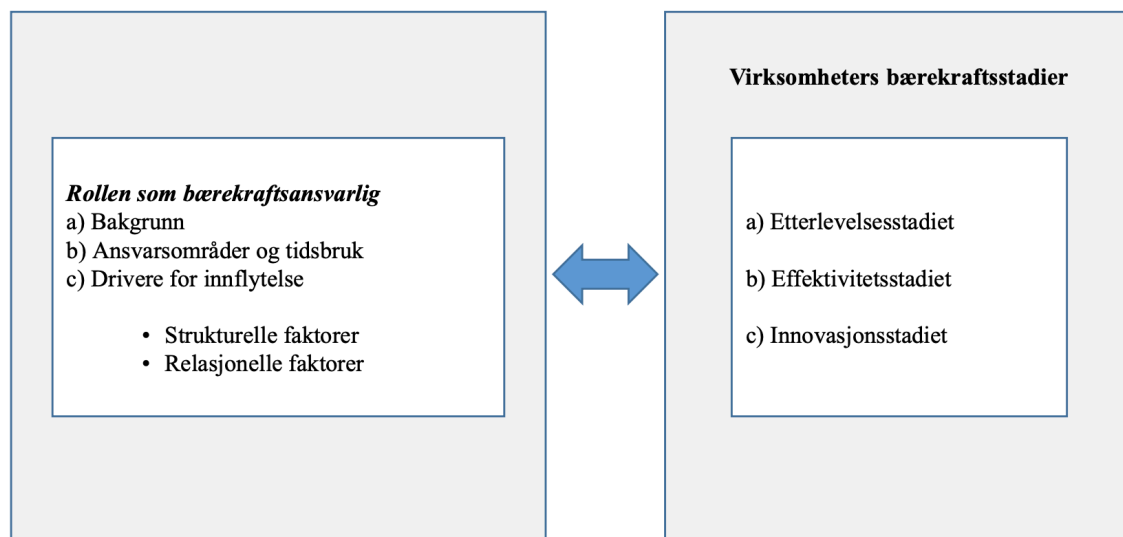 Rollen som bærekraftsansvarlig
a) Bakgrunn
b) Ansvarsområder og tidsbruk
c) Drivere for innflytelse
• Strukturelle faktorer
• Relasjonelle faktorer
Virksomheters bærekraftsstadier
a) Etterlevelsesstadiet
b) Effektivitetsstadiet
c) Innovasjonsstadiet